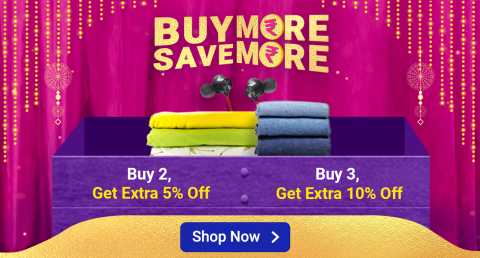 BUY MORE
SAVE MORE
Buy 2,
Get Extra 5% Off
Buy 3,
Get Extra 10% Off
Shop Now